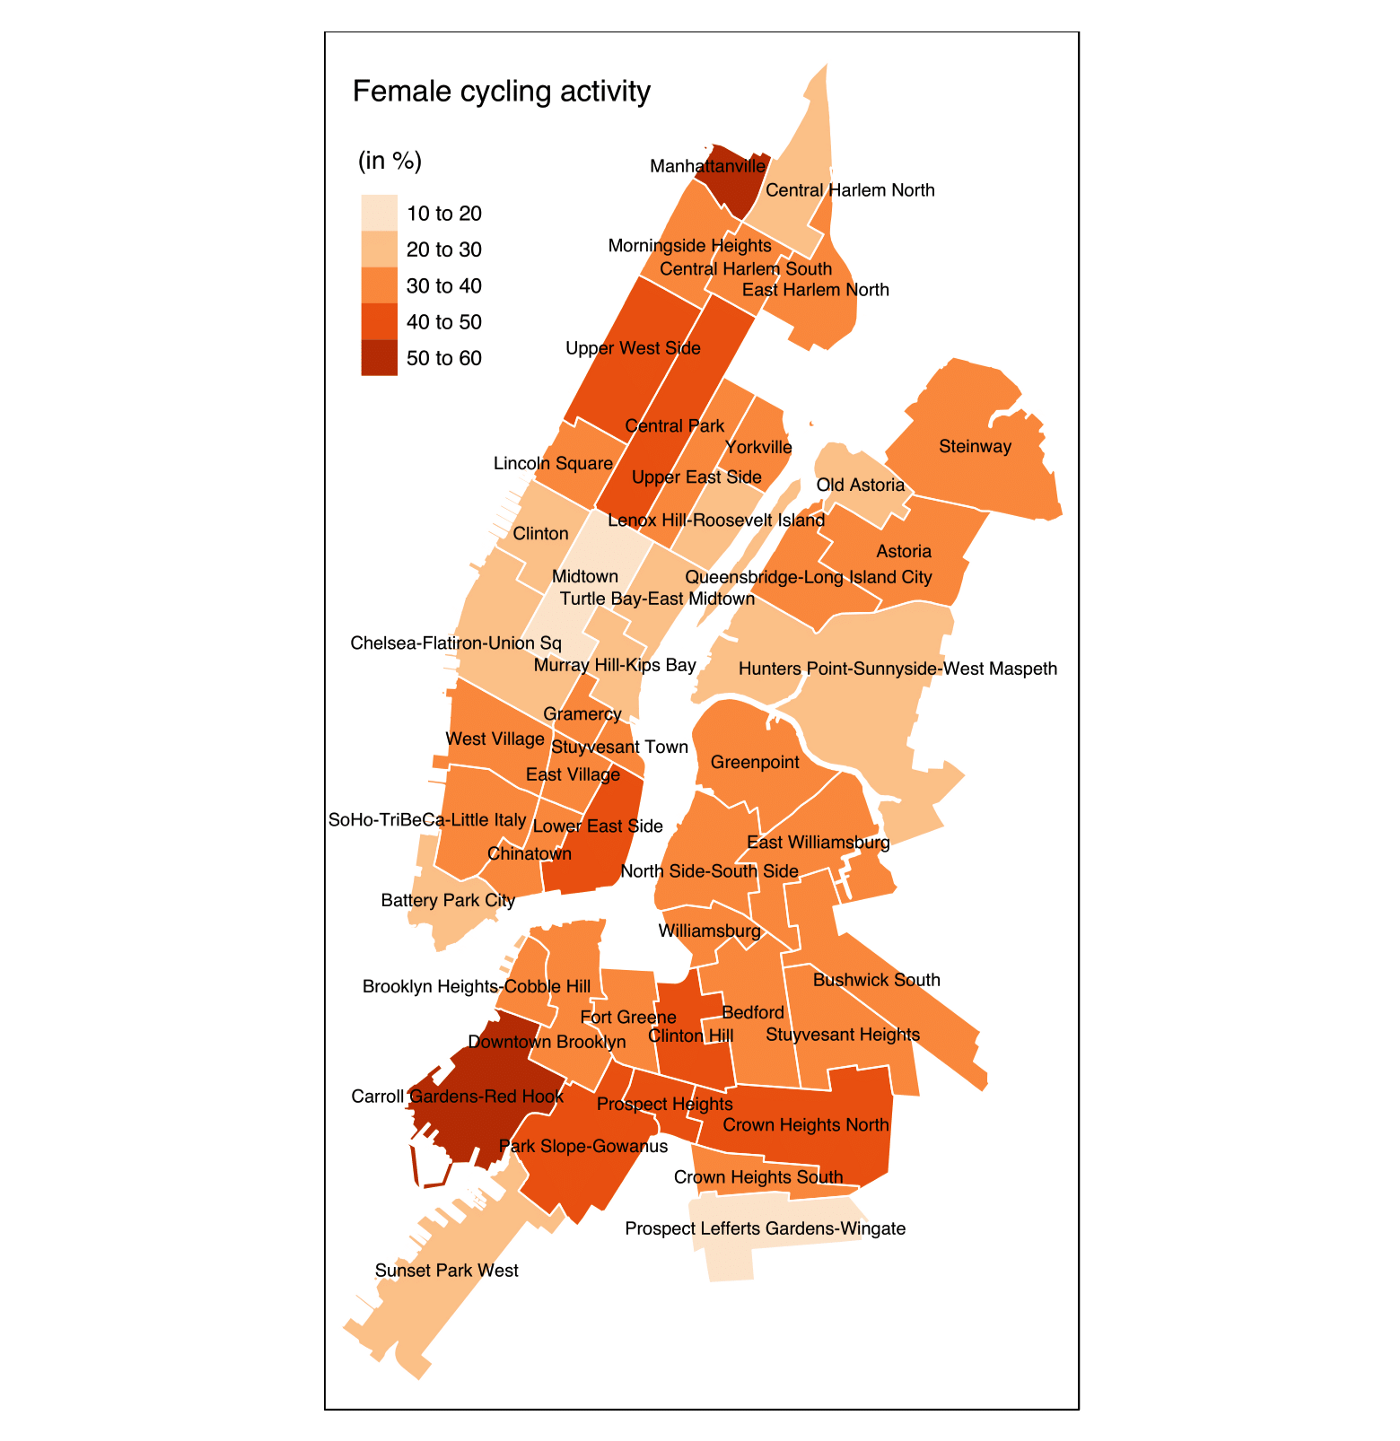 Female cycling activity
(in %)
10 to 20
20 to 30
30 to 40
40 to 50
50 to 60
Manhattanville
Central Harlem North
Morningside Heights
Central Harlem South
East Harlem North
Upper West Side
Central Park
Yorkville
Steinway
Lincoln Square
Upper East Side
Old Astoria
Lenox Hill-Roosevelt Island
Clinton
Astoria
Midtown
Queensbridge-Long Island City
Turtle Bay-East Midtown
Chelsea-Flatiron-Union Sq
Murray Hill-Kips Bay
Hunters Point-Sunnyside-West Maspeth
Gramercy
West Village
Stuyvesant Town
Greenpoint
East Village
SoHo-TriBeCa-Little Italy
Lower East Side
East Williamsburg
Chinatown
North Side-South Side
Battery Park City
Williamsburg
Bushwick South
Brooklyn Heights-Cobble Hill
Bedford
Fort Greene
Clinton Hill
Stuyvesant Heights
Downtown Brooklyn
Carroll Gardens-Red Hook
Prospect Heights
Crown Heights North
Park Slope-Gowanus
Crown Heights South
Prospect Lefferts Gardens-Wingate
Sunset Park West